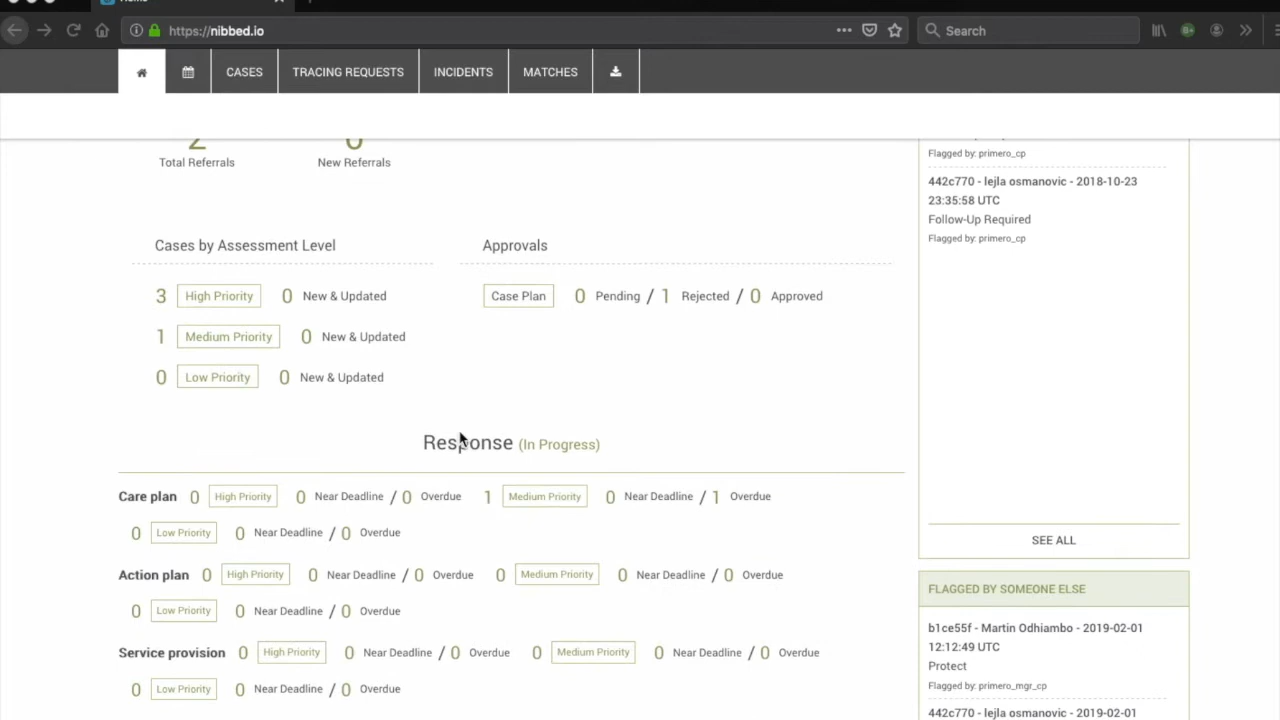 Home
https://nibbed.io
Search
CASES
TRACING REQUESTS
INCIDENTS
MATCHES
Total Referrals
New Referrals
Cases by Assessment Level
3 High Priority 0 New & Updated
1 Medium Priority 0 New & Updated
0 Low Priority 0 New & Updated
Approvals
Case Plan 0 Pending / 1 Rejected / 0 Approved
Response (In Progress)
Care plan 0 High Priority 0 Near Deadline / 0 Overdue 1 Medium Priority 0 Near Deadline / 1 Overdue
0 Low Priority 0 Near Deadline / 0 Overdue
Action plan 0 High Priority 0 Near Deadline / 0 Overdue 0 Medium Priority 0 Near Deadline / 0 Overdue
0 Low Priority 0 Near Deadline / 0 Overdue
Service provision 0 High Priority 0 Near Deadline / 0 Overdue 0 Medium Priority 0 Near Deadline / 0 Overdue
0 Low Priority 0 Near Deadline / 0 Overdue
Flagged by: primero_cp
442c770 - lejla osmanovic - 2018-10-23
23:35:58 UTC
Follow-Up Required
Flagged by: primero_cp
SEE ALL
FLAGGED BY SOMEONE ELSE
b1ce55f - Martin Odhiambo - 2019-02-01
12:12:49 UTC
Protect
Flagged by: primero_mgr_cp
442c770 - lejla osmanovic - 2019-02-01